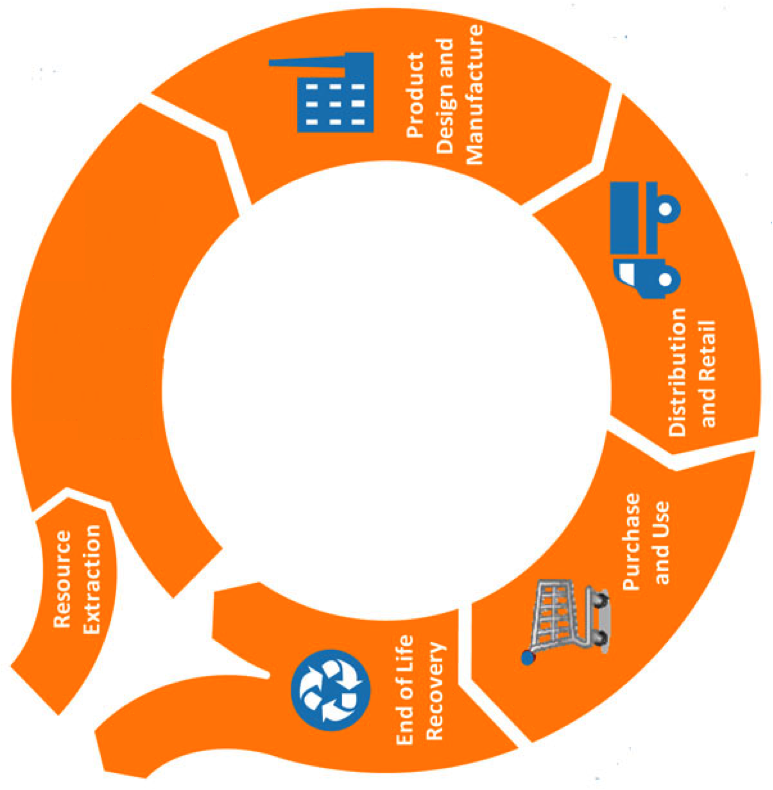 Resource
Extraction
Product
Design and
Manufacture
Distribution
and Retail
Purchase
and Use
End of Life
Recovery